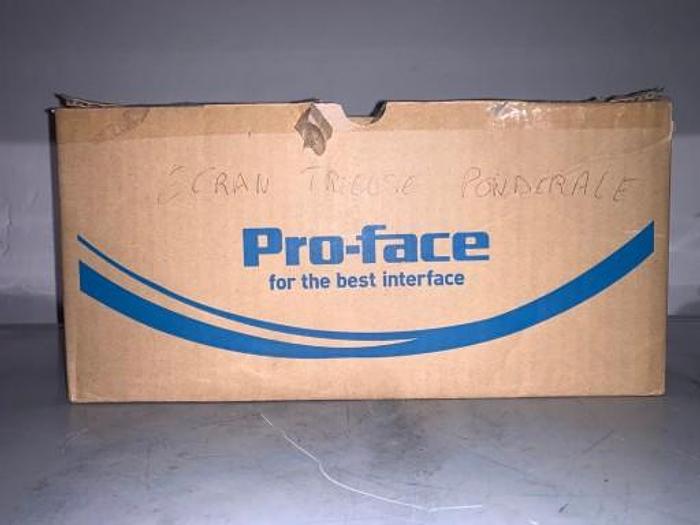 ECRAN TRIEUSE PONDERALE
Pro-face
for the best interface